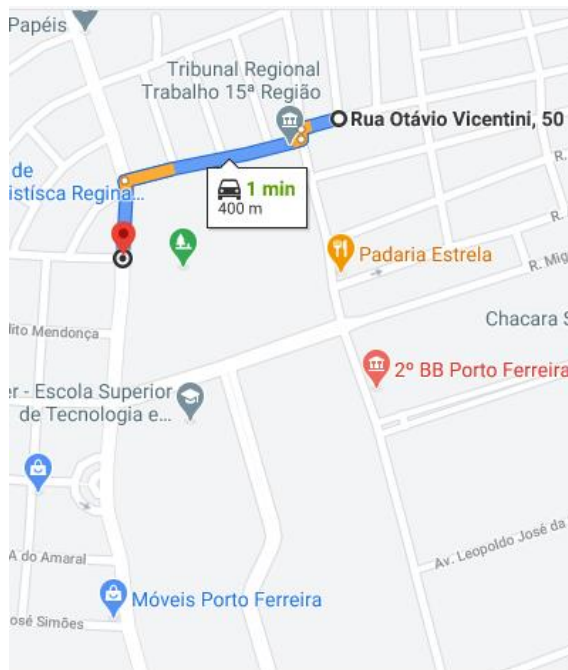 Papéis
Tribunal Regional
Trabalho 15ª Região
Rua Otávio Vicentini, 50
de
istísca Regina...
1 min
400 m
R.
R.
R. Mig
Padaria Estrela
lito Mendonça
Chacara S
2º BB Porto Ferreira
er - Escola Superior
de Tecnologia e...
Av. Leopoldo José da
A do Amaral
Móveis Porto Ferreira
osé Simões